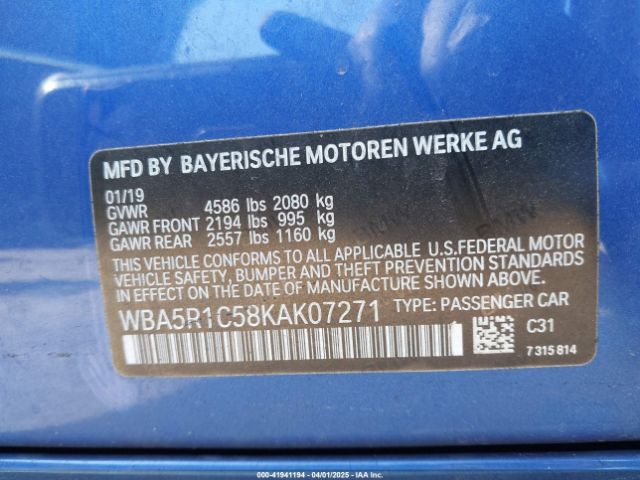 MFD BY BAYERISCHE MOTOREN WERKE AG
01/19
GVWR 4586 lbs 2080 kg
GAWR FRONT 2194 lbs 995 kg
GAWR REAR 2557 lbs 1160 kg
THIS VEHICLE CONFORMS TO ALL APPLICABLE U.S.FEDERAL MOTOR
VEHICLE SAFETY, BUMPER AND THEFT PREVENTION STANDARDS
IN EFFECT ON THE DATE OF MANUFACTURE SHOWN ABOVE.
WBA5R1C58KAK07271 TYPE: PASSENGER CAR
C31
7 315 814
© 41941194 - 04/01/2025 - IAA Inc.